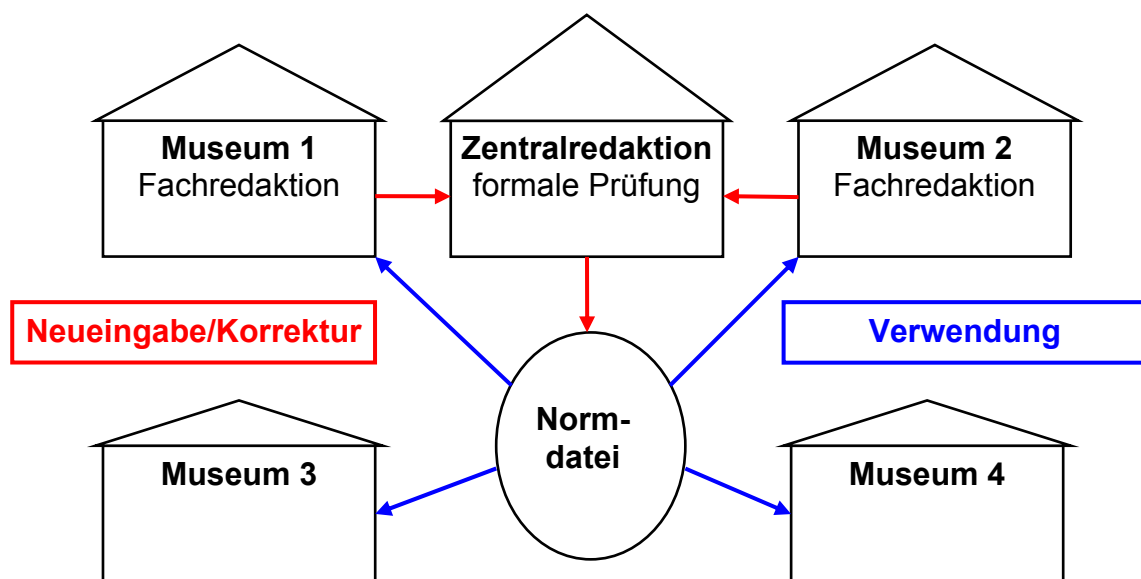 Museum 1
Fachredaktion
Zentralredaktion
formale Prüfung
Museum 2
Fachredaktion
Neueingabe/Korrektur
Verwendung
Norm-
datei
Museum 3
Museum 4